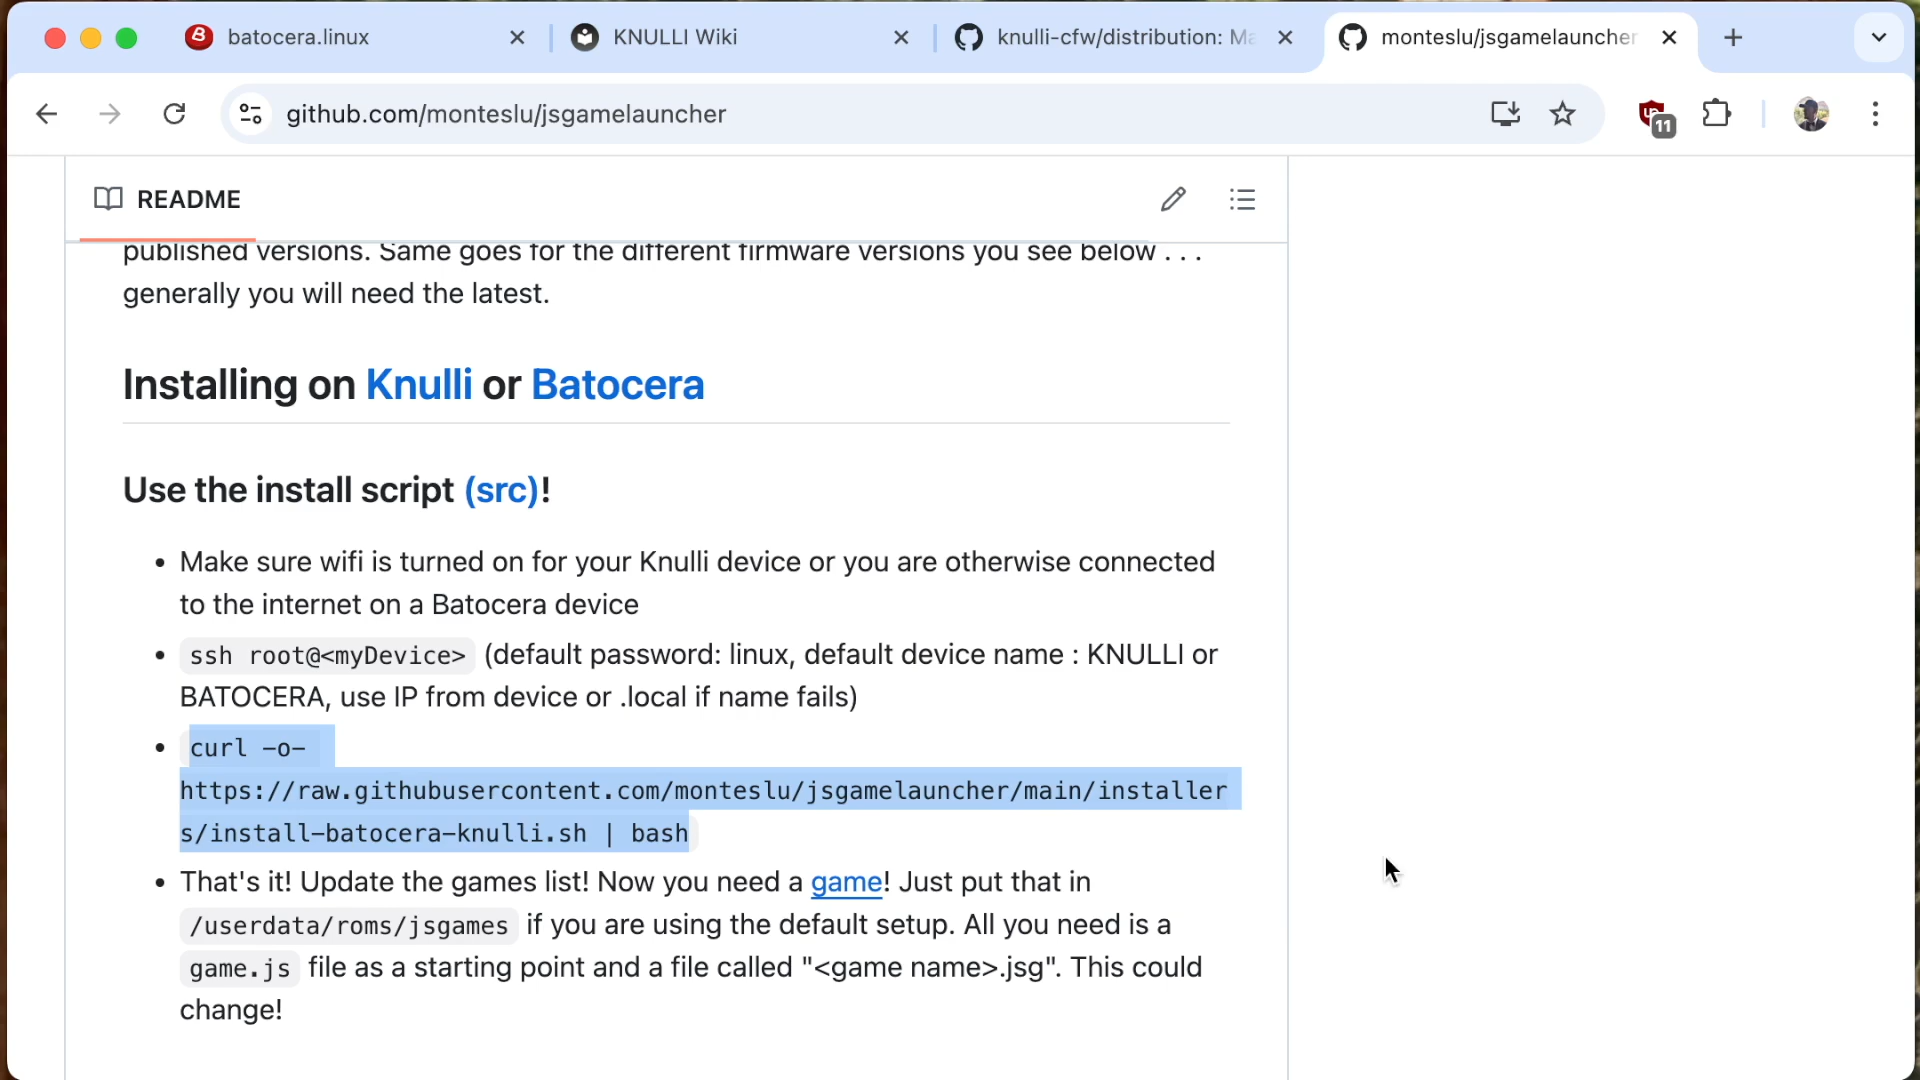 batocera.linux
KNULLI Wiki
knulli-cfw/distribution: Ma
monteslu/jsgamelauncher
github.com/monteslu/jsgamelauncher
11
README
published versions. Same goes for the different firmware versions you see below . . .
generally you will need the latest.
Installing on Knulli or Batocera
Use the install script (src)!
• Make sure wifi is turned on for your Knulli device or you are otherwise connected
to the internet on a Batocera device
• ssh root@<myDevice> (default password: linux, default device name : KNULLI or
BATOCERA, use IP from device or .local if name fails)
• curl -o-
https://raw.githubusercontent.com/monteslu/jsgamelauncher/main/installer
s/install-batocera-knulli.sh | bash
• That's it! Update the games list! Now you need a game! Just put that in
/userdata/roms/jsgames if you are using the default setup. All you need is a
game.js file as a starting point and a file called "<game name>.jsg". This could
change!